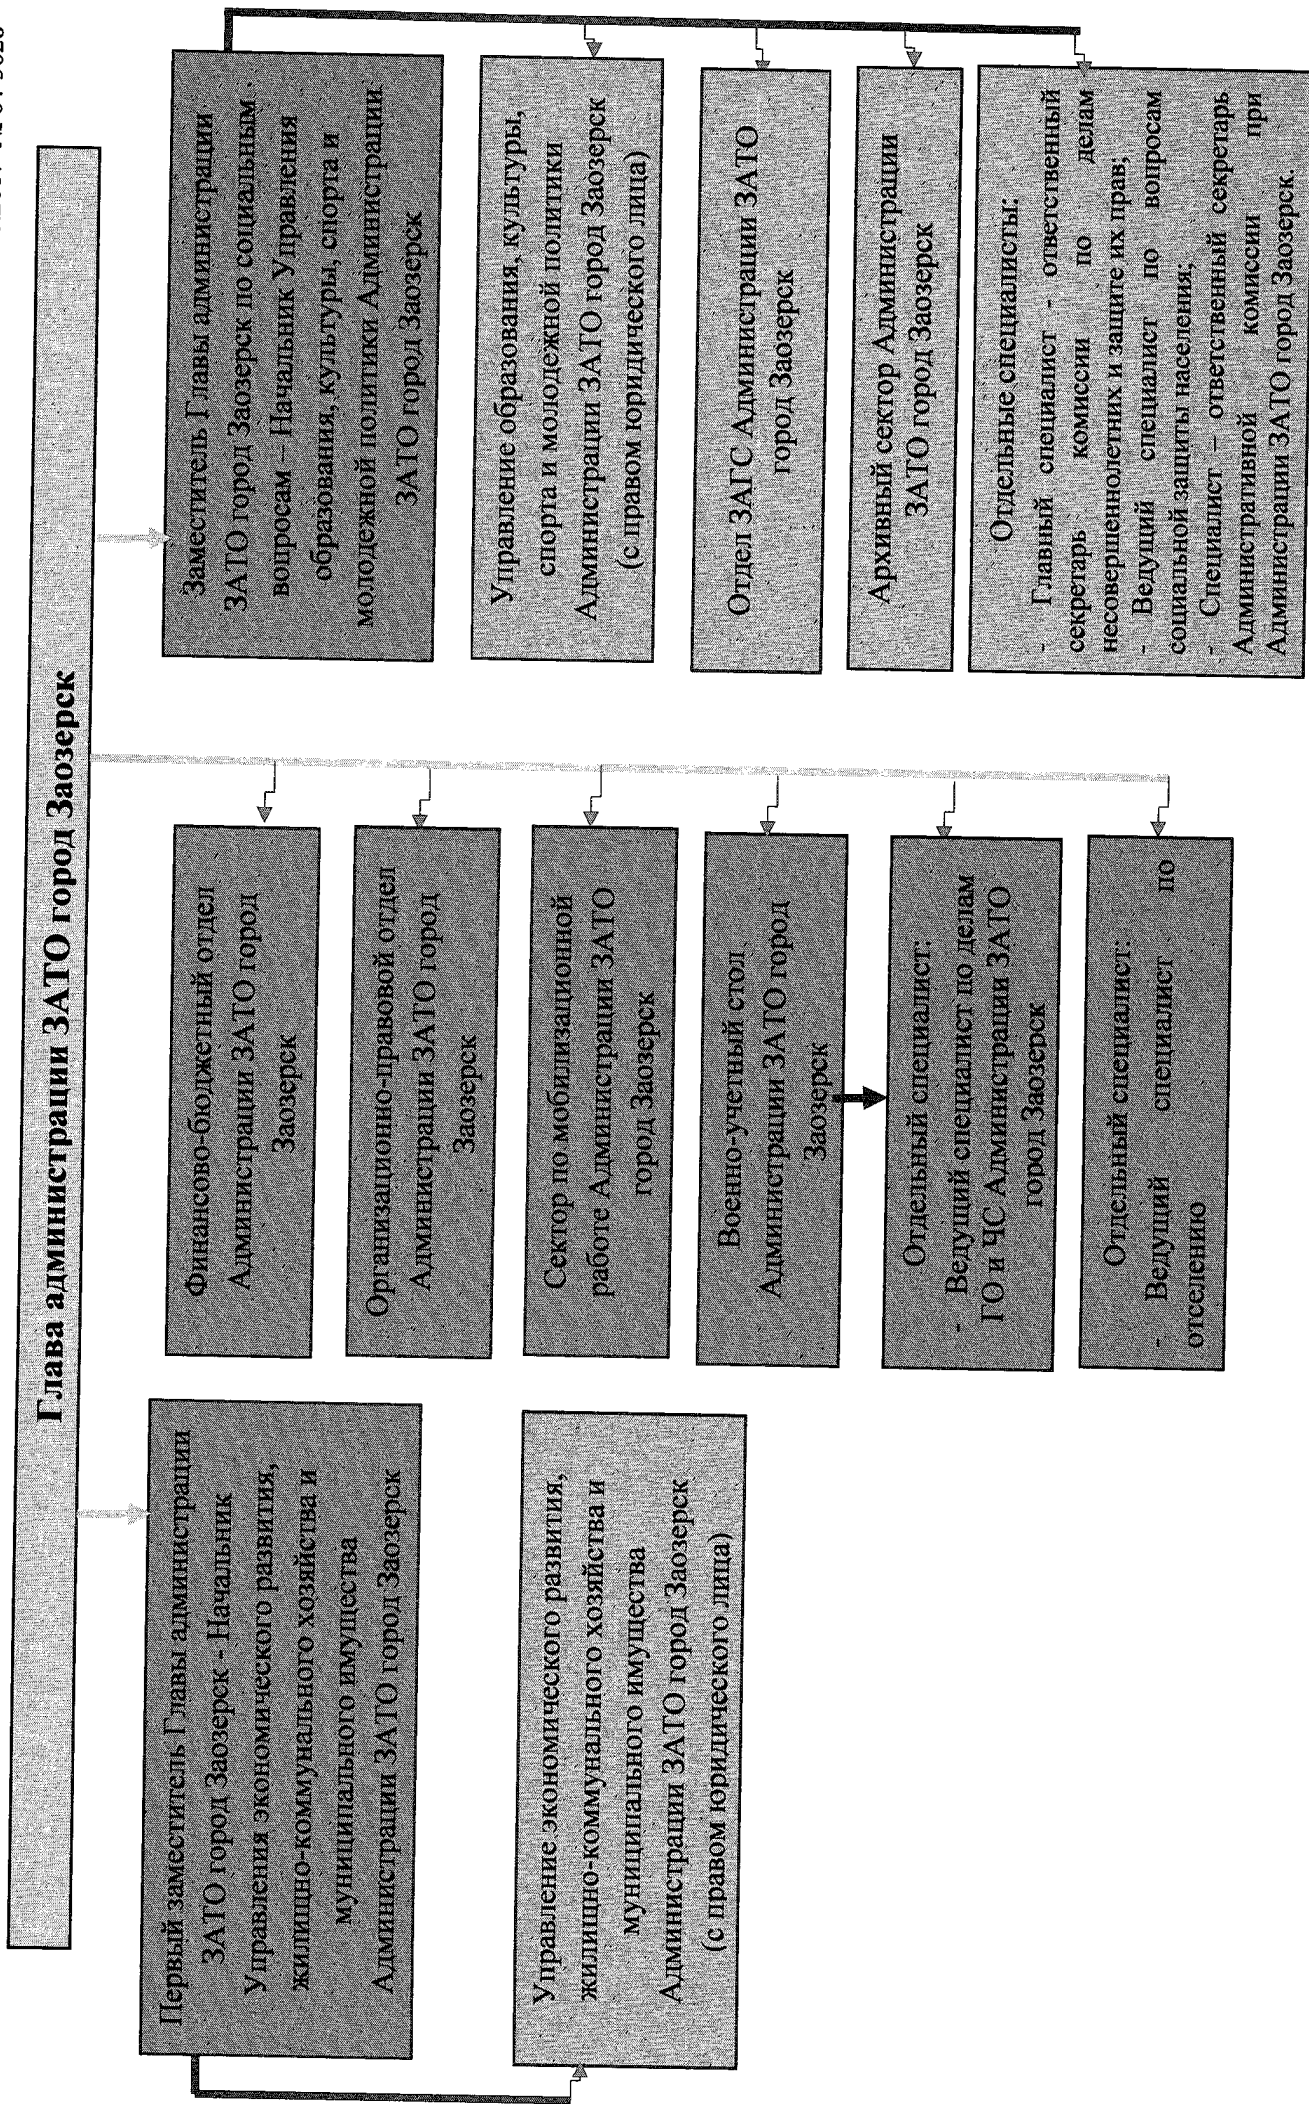 Глава администрации ЗАТО город Заозерск
Первый заместитель Главы администрации
ЗАТО город Заозерск - Начальник
Управления экономического развития,
жилищно-коммунального хозяйства и
муниципального имущества
Администрации ЗАТО город Заозерск
Управление экономического развития,
жилищно-коммунального хозяйства и
муниципального имущества
Администрации ЗАТО город Заозерск
(с правом юридического лица)
Финансово-бюджетный отдел
Администрации ЗАТО город
Заозерск
Организационно-правовой отдел
Администрации ЗАТО город
Заозерск
Сектор по мобилизационной
работе Администрации ЗАТО
город Заозерск
Военно-учетный стол
Администрации ЗАТО город
Заозерск
Отдельный специалист:
- Ведущий специалист по делам
ГО и ЧС Администрации ЗАТО
город Заозерск
Отдельный специалист:
- Ведущий специалист по
отселению
Заместитель Главы администрации
ЗАТО город Заозерск по социальным
вопросам – Начальник Управления
образования, культуры, спорта и
молодежной политики Администрации
ЗАТО город Заозерск
Управление образования, культуры,
спорта и молодежной политики
Администрации ЗАТО город Заозерск
(с правом юридического лица)
Отдел ЗАГС Администрации ЗАТО
город Заозерск
Архивный сектор Администрации
ЗАТО город Заозерск
Отдельные специалисты:
- Главный специалист - ответственный
секретарь комиссии по делам
несовершеннолетних и защите их прав;
- Ведущий специалист по вопросам
социальной защиты населения;
- Специалист – ответственный секретарь
Административной комиссии при
Администрации ЗАТО город Заозерск.